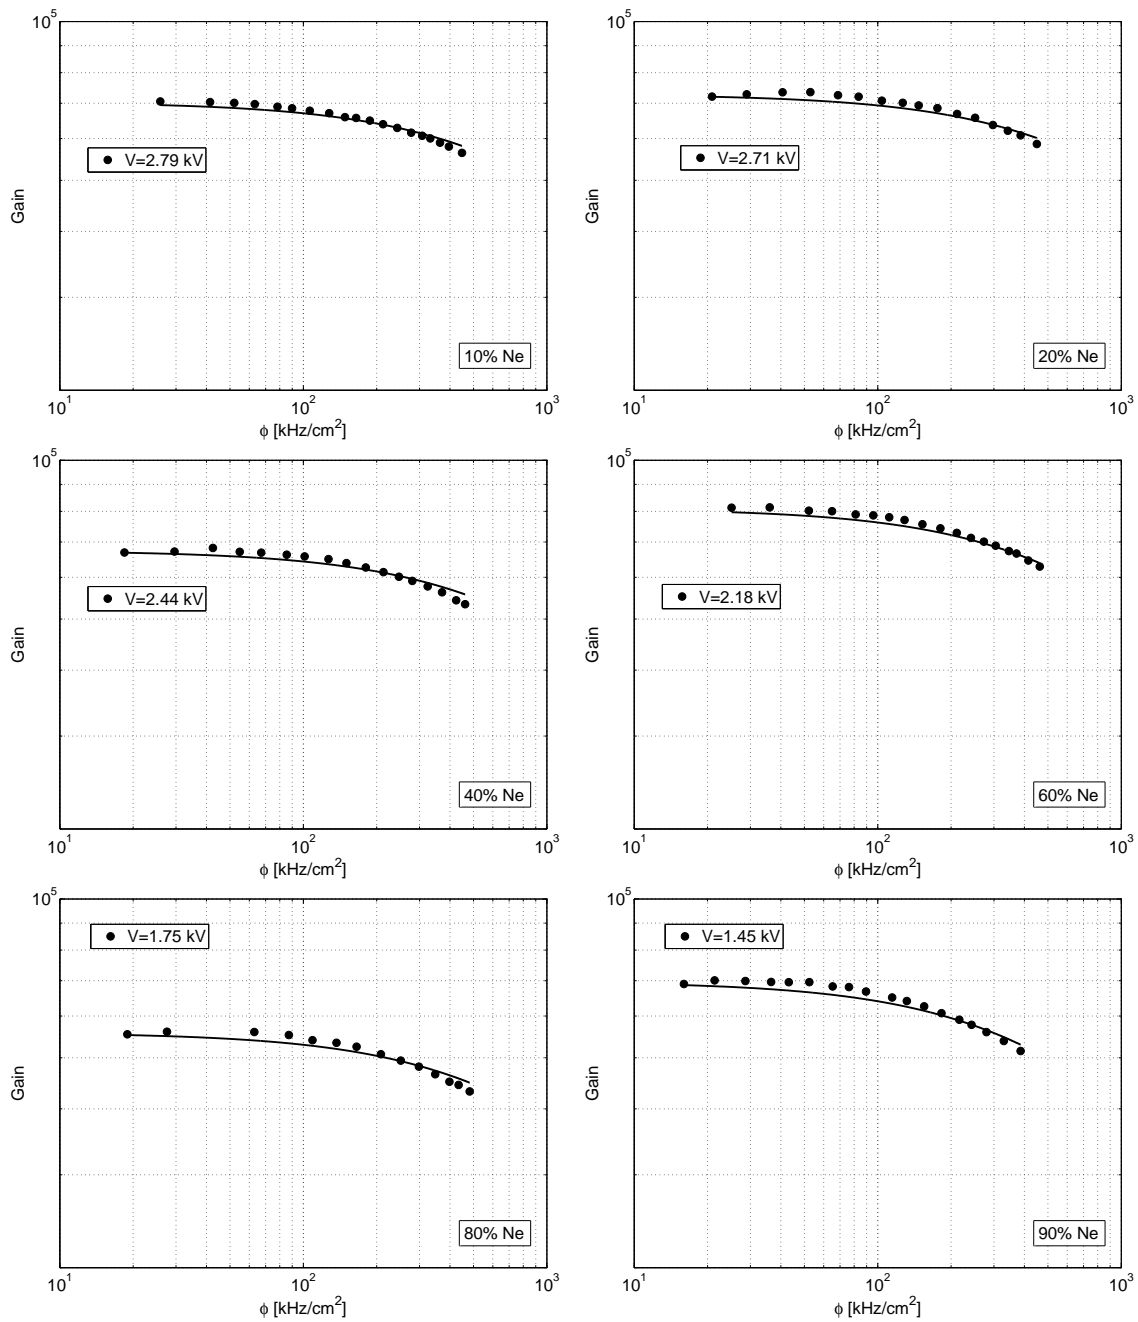 10^5
10^5
Gain
Gain
V=2.79 kV
V=2.71 kV
10% Ne
20% Ne
10^1 10^2 10^3
10^1 10^2 10^3
ϕ [kHz/cm^2]
ϕ [kHz/cm^2]
10^5
10^5
Gain
Gain
V=2.44 kV
V=2.18 kV
40% Ne
60% Ne
10^1 10^2 10^3
10^1 10^2 10^3
ϕ [kHz/cm^2]
ϕ [kHz/cm^2]
10^5
10^5
V=1.75 kV
V=1.45 kV
Gain
Gain
80% Ne
90% Ne
10^1 10^2 10^3
10^1 10^2 10^3
ϕ [kHz/cm^2]
ϕ [kHz/cm^2]